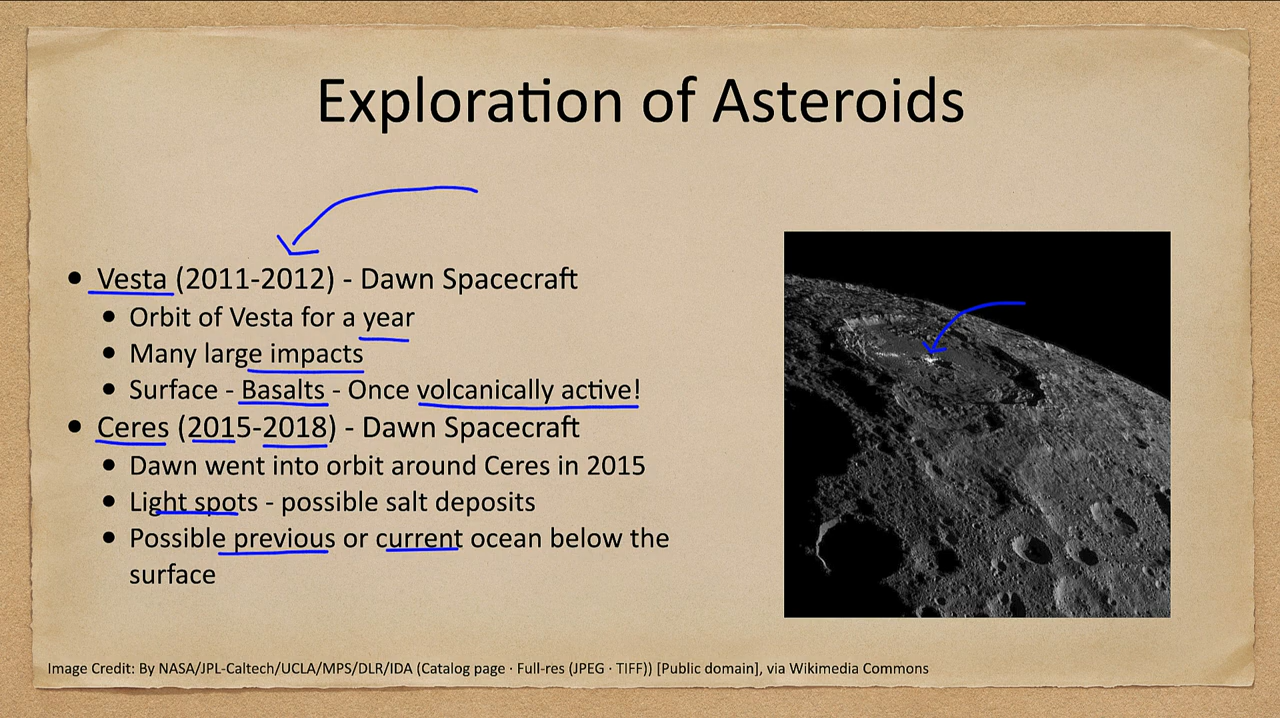 Exploration of Asteroids
• Vesta (2011-2012) - Dawn Spacecraft
• Orbit of Vesta for a year
• Many large impacts
• Surface - Basalts - Once volcanically active!
• Ceres (2015-2018) - Dawn Spacecraft
• Dawn went into orbit around Ceres in 2015
• Light spots - possible salt deposits
• Possible previous or current ocean below the
surface
Image Credit: By NASA/JPL-Caltech/UCLA/MPS/DLR/IDA (Catalog page · Full-res (JPEG · TIFF)) [Public domain], via Wikimedia Commons